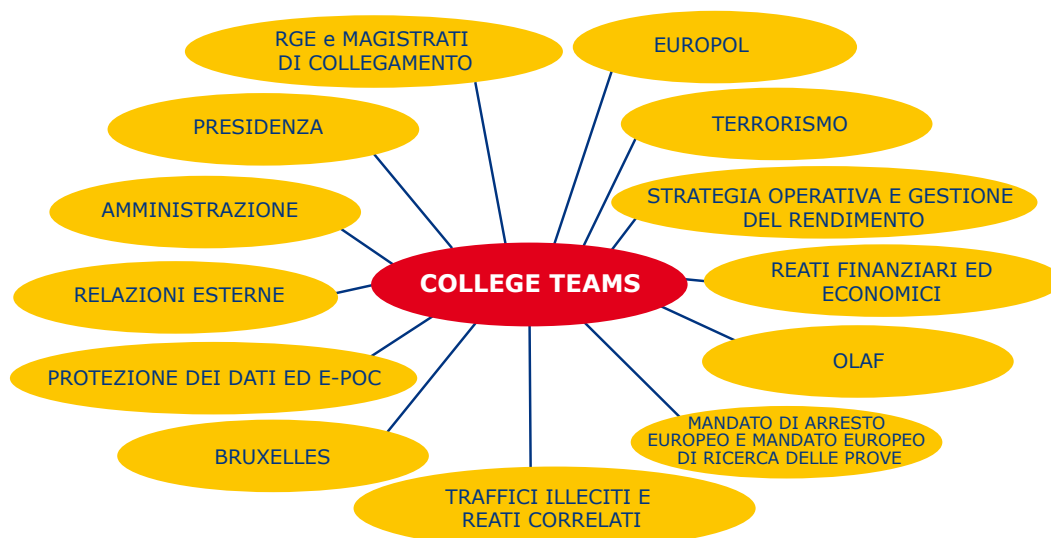 RGE e MAGISTRATI
DI COLLEGAMENTO
EUROPOL
PRESIDENZA
TERRORISMO
AMMINISTRAZIONE
STRATEGIA OPERATIVA E GESTIONE
DEL RENDIMENTO
COLLEGE TEAMS
RELAZIONI ESTERNE
REATI FINANZIARI ED
ECONOMICI
PROTEZIONE DEI DATI ED E-POC
OLAF
BRUXELLES
MANDATO DI ARRESTO
EUROPEO E MANDATO EUROPEO
DI RICERCA DELLE PROVE
TRAFFICI ILLECITI E
REATI CORRELATI